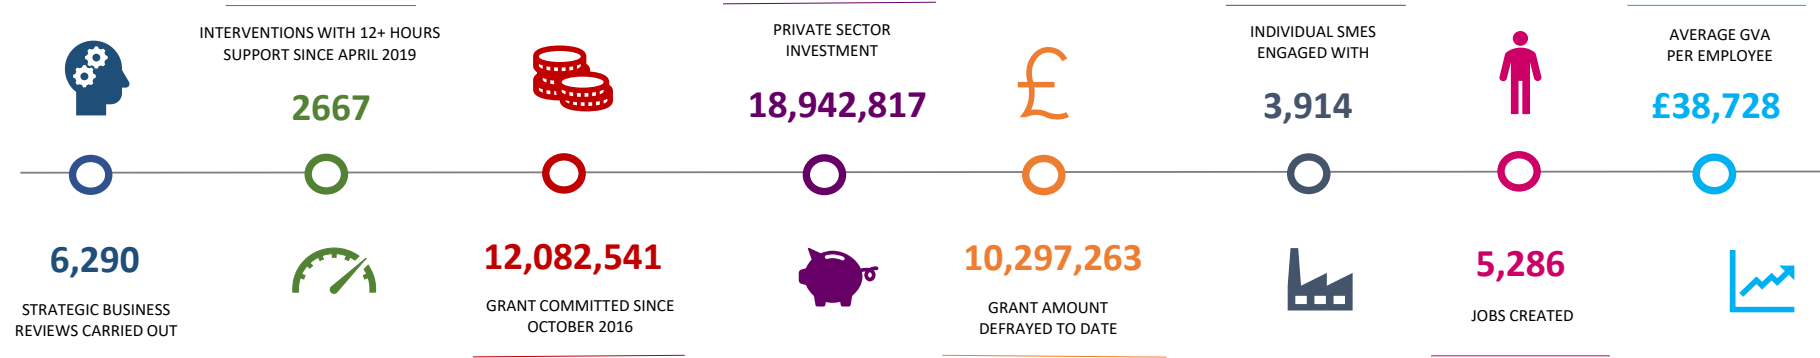 6,290
STRATEGIC BUSINESS
REVIEWS CARRIED OUT
INTERVENTIONS WITH 12+ HOURS
SUPPORT SINCE APRIL 2019
2667
12,082,541
GRANT COMMITTED SINCE
OCTOBER 2016
PRIVATE SECTOR
INVESTMENT
18,942,817
£
10,297,263
GRANT AMOUNT
DEFRAYED TO DATE
INDIVIDUAL SMES
ENGAGED WITH
3,914
5,286
JOBS CREATED
AVERAGE GVA
PER EMPLOYEE
£38,728